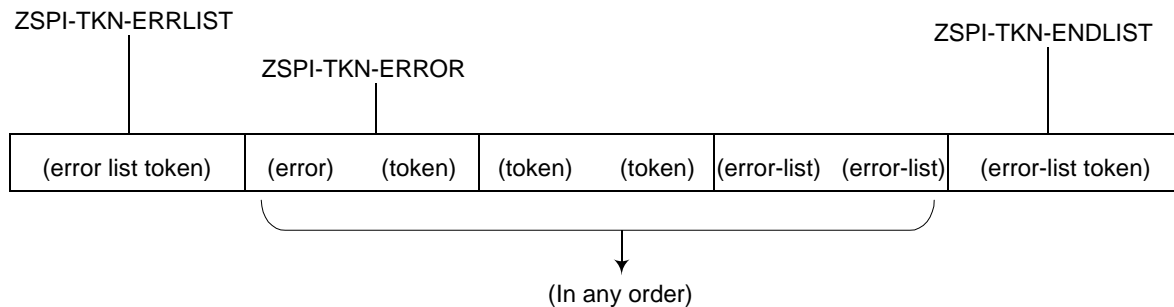 ZSPI-TKN-ERRLIST
ZSPI-TKN-ENDLIST
ZSPI-TKN-ERROR
(error list token) (error) (token) (token) (token) (error-list) (error-list) (error-list token)
(In any order)